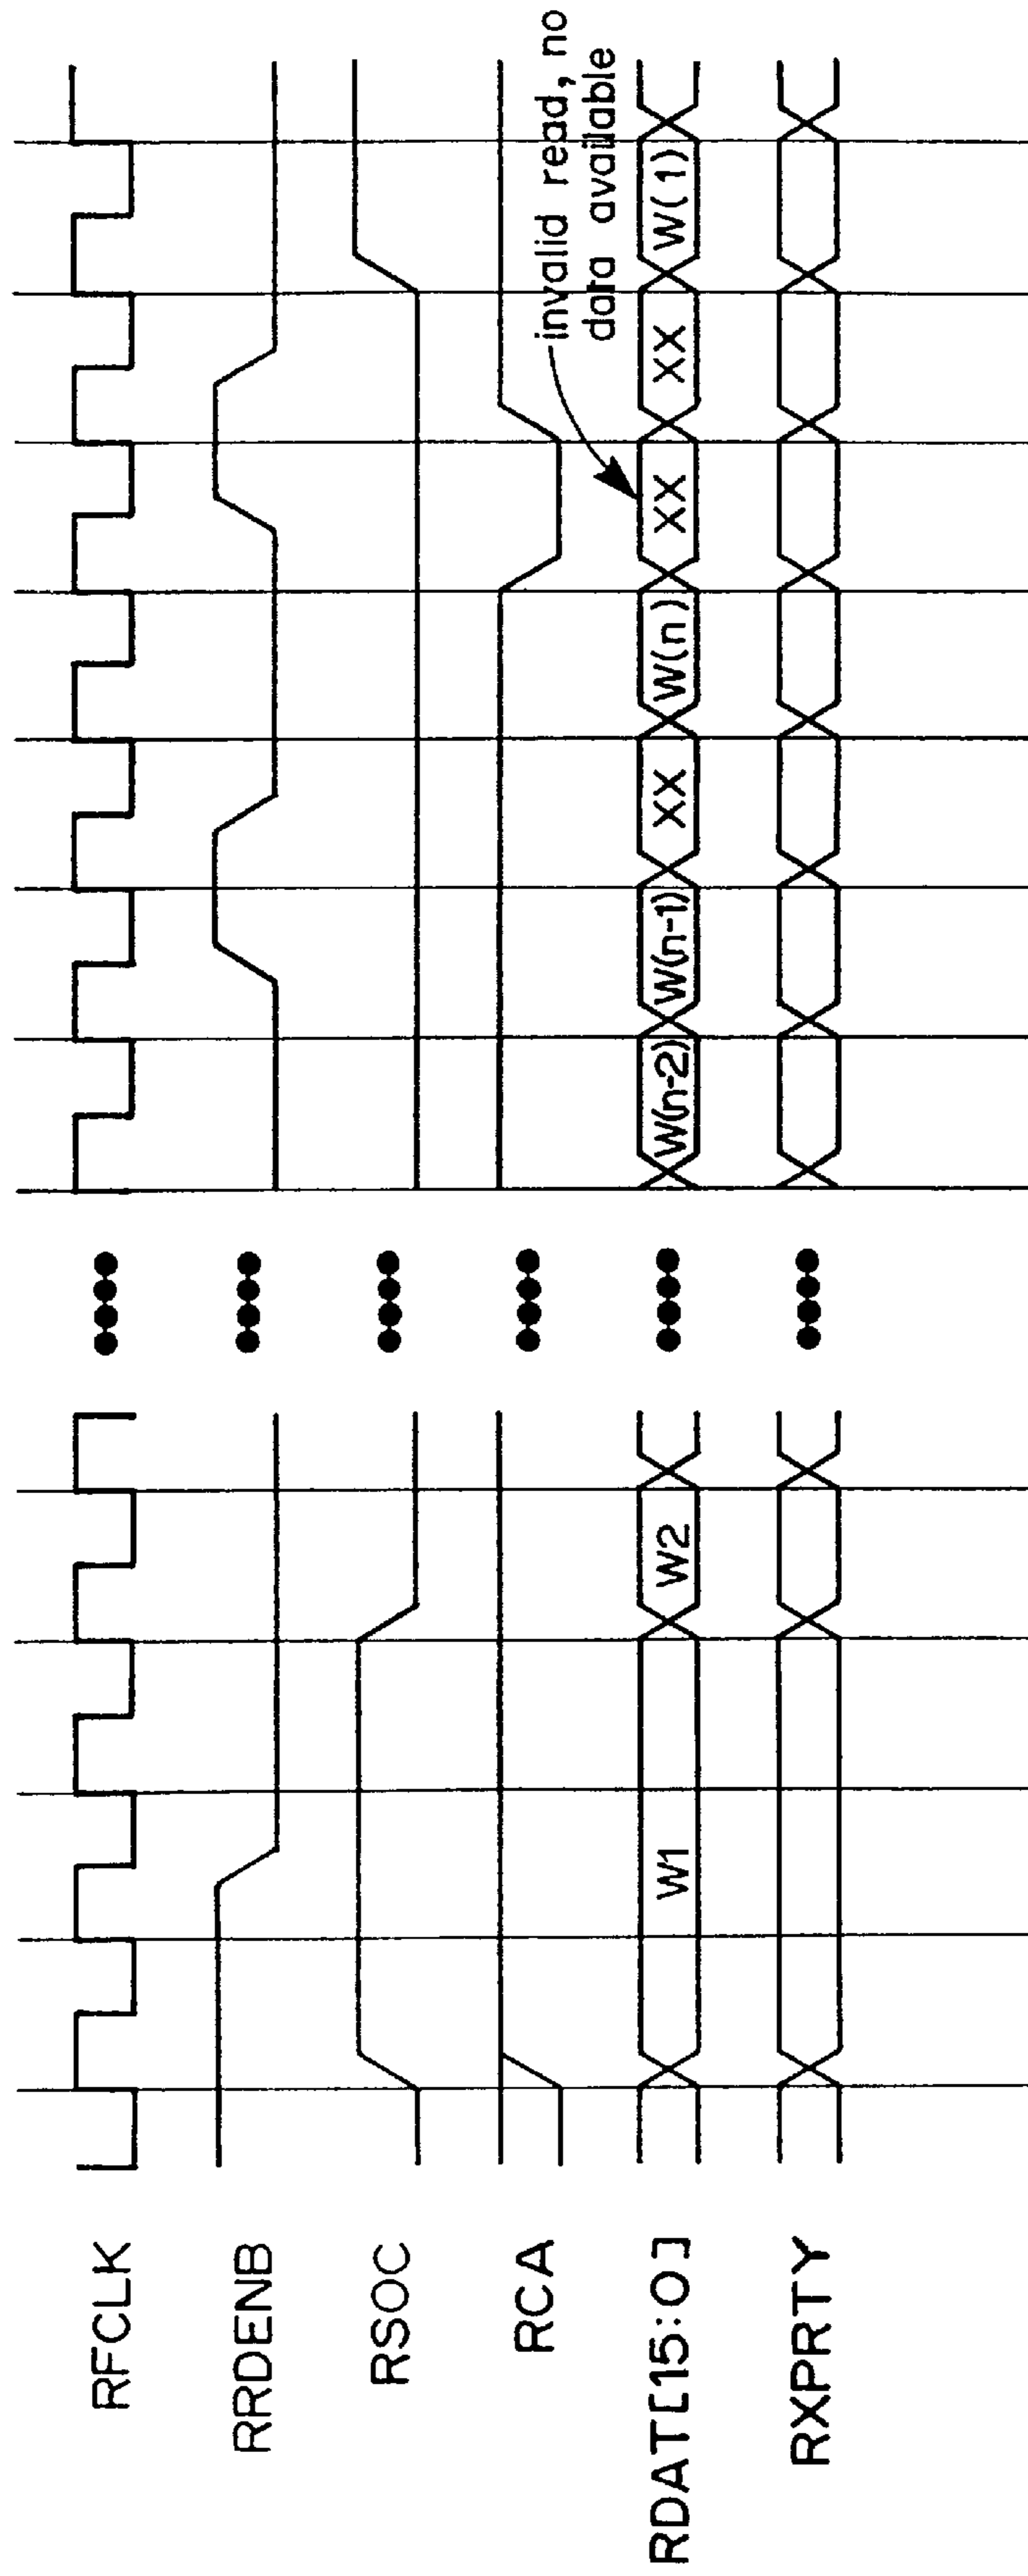 RFCLK
RRDENB
RSOC
RCA
invalid read, no
data available
RDAT[15:0]
W1
W2
W(n-2)
W(n-1)
XX
W(n)
XX
XX
W(1)
RXPRTY